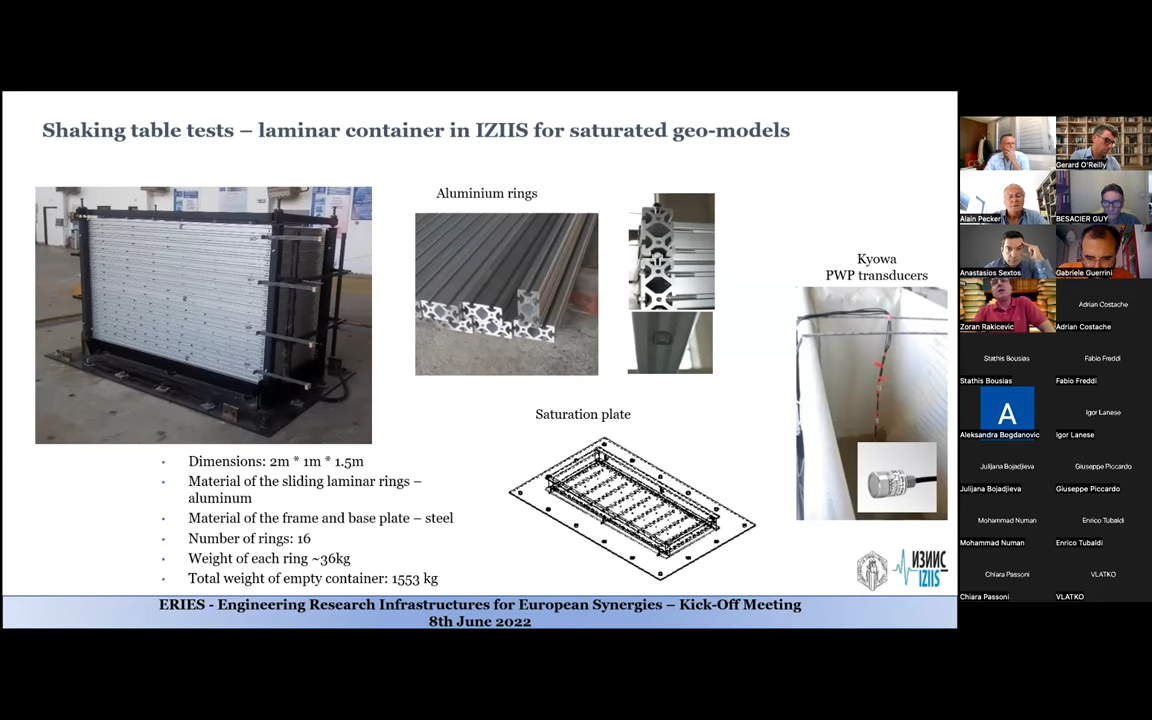 Shaking table tests – laminar container in IZIIS for saturated geo-models
Aluminium rings
Kyowa
PWP transducers
Saturation plate
• Dimensions: 2m * 1m * 1.5m
• Material of the sliding laminar rings –
aluminum
• Material of the frame and base plate – steel
• Number of rings: 16
• Weight of each ring ~36kg
• Total weight of empty container: 1553 kg
ИЗИИС
IZIIS
ERIES - Engineering Research Infrastructures for European Synergies – Kick-Off Meeting
8th June 2022
Gerard O'Reilly
Alain Pecker
BESACIER GUY
Anastasios Sextos
Gabriele Guerrini
Zoran Rakicevic
Adrian Costache
Adrian Costache
Stathis Bousias
Fabio Freddi
Stathis Bousias
Fabio Freddi
A
Igor Lanese
Aleksandra Bogdanovic
Igor Lanese
Julijana Bojadjieva
Giuseppe Piccardo
Julijana Bojadjieva
Giuseppe Piccardo
Mohammad Numan
Enrico Tubaldi
Mohammad Numan
Enrico Tubaldi
Chiara Passoni
VLATKO
Chiara Passoni
VLATKO